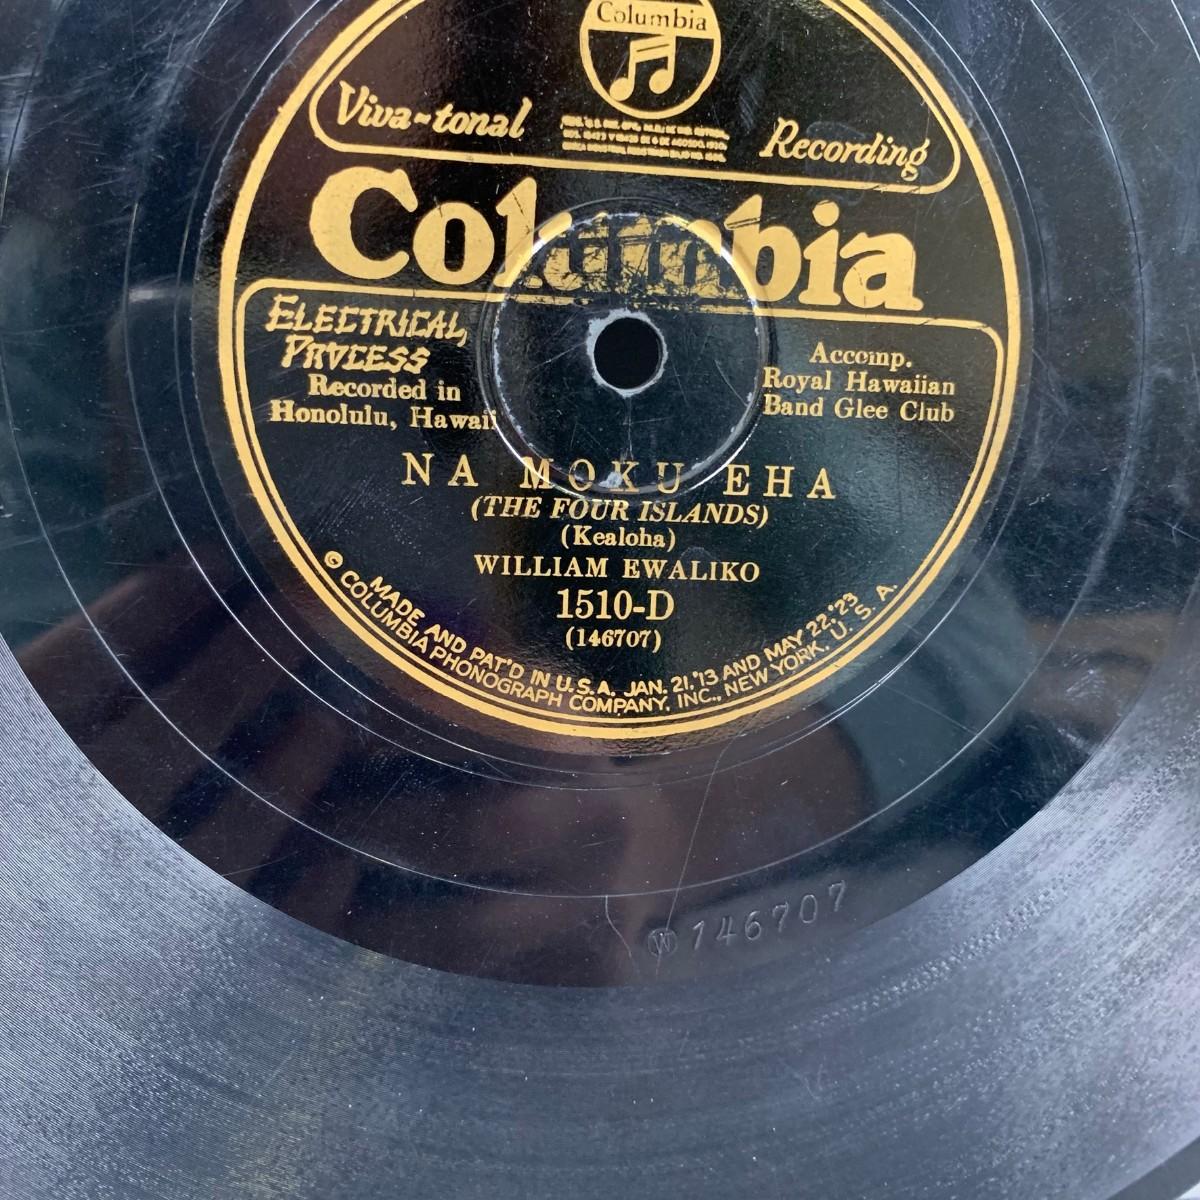 Columbia
Viva-tonal Recording
Columbia
ELECTRICAL
PROCESS
Recorded in
Honolulu, Hawaii
Accomp.
Royal Hawaiian
Band Glee Club
NA MOKU EHA
(THE FOUR ISLANDS)
(Kealoha)
WILLIAM EWALIKO
1510-D
(146707)
MADE AND PAT'D IN U.S.A. JAN. 21,'13 AND MAY 22,'23
© COLUMBIA PHONOGRAPH COMPANY, INC., NEW YORK, U. S. A.
W 146707